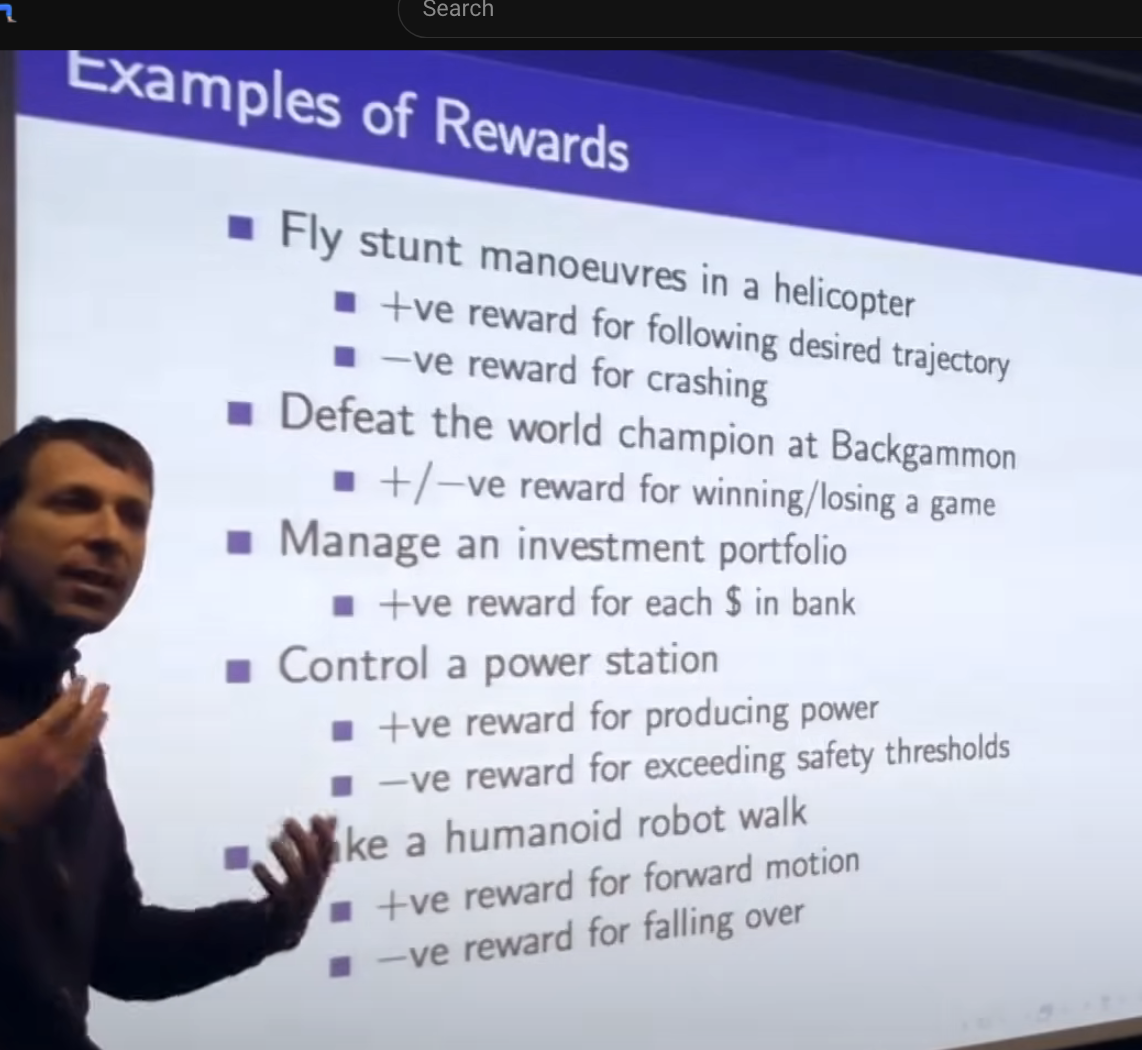 Search
Examples of Rewards
Fly stunt manoeuvres in a helicopter
+ve reward for following desired trajectory
−ve reward for crashing
Defeat the world champion at Backgammon
+/−ve reward for winning/losing a game
Manage an investment portfolio
+ve reward for each $ in bank
Control a power station
+ve reward for producing power
−ve reward for exceeding safety thresholds
ke a humanoid robot walk
+ve reward for forward motion
−ve reward for falling over